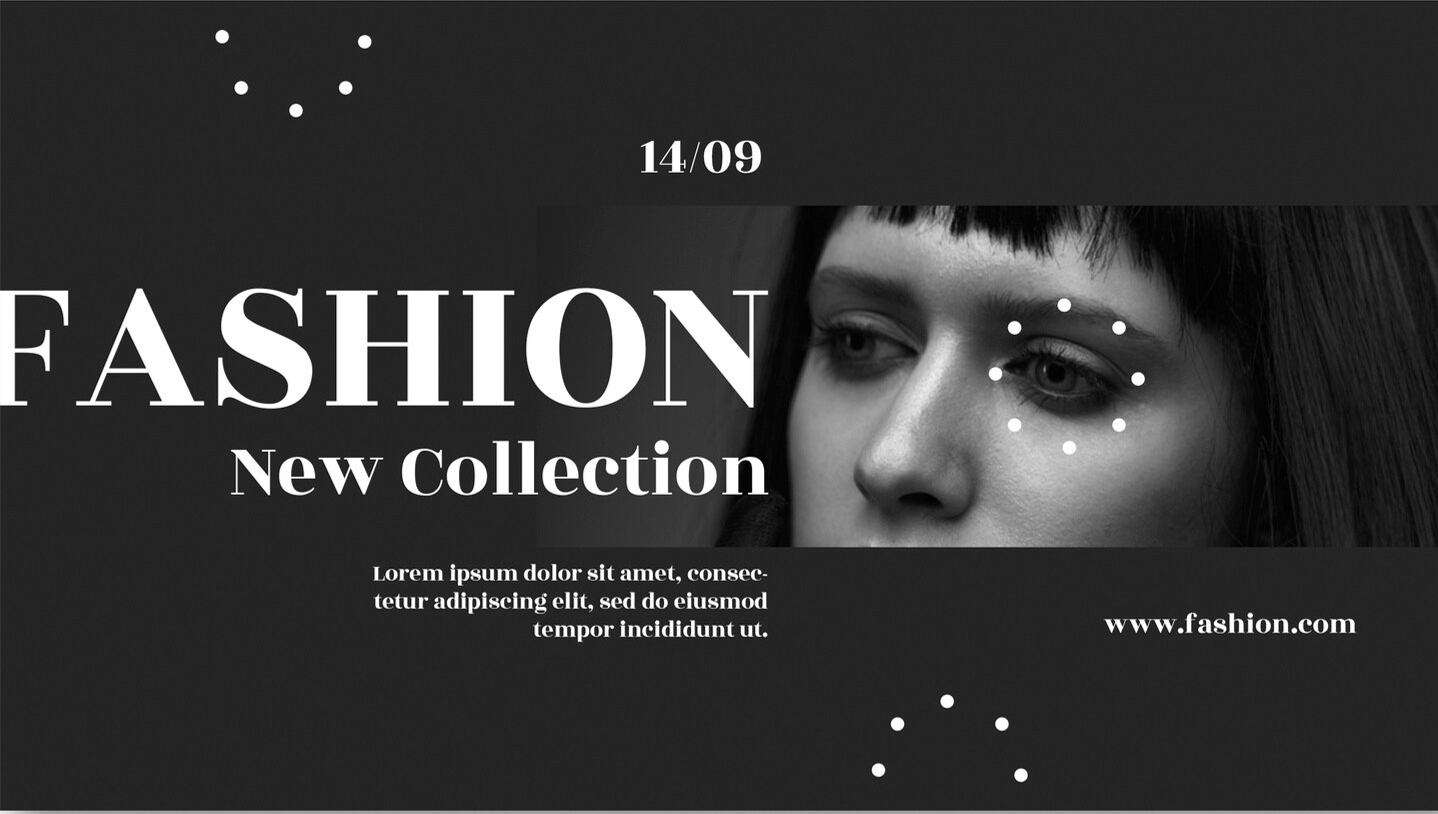 14/09
FASHION
New Collection
Lorem ipsum dolor sit amet, consec-
tetur adipiscing elit, sed do eiusmod
tempor incididunt ut.
www.fashion.com